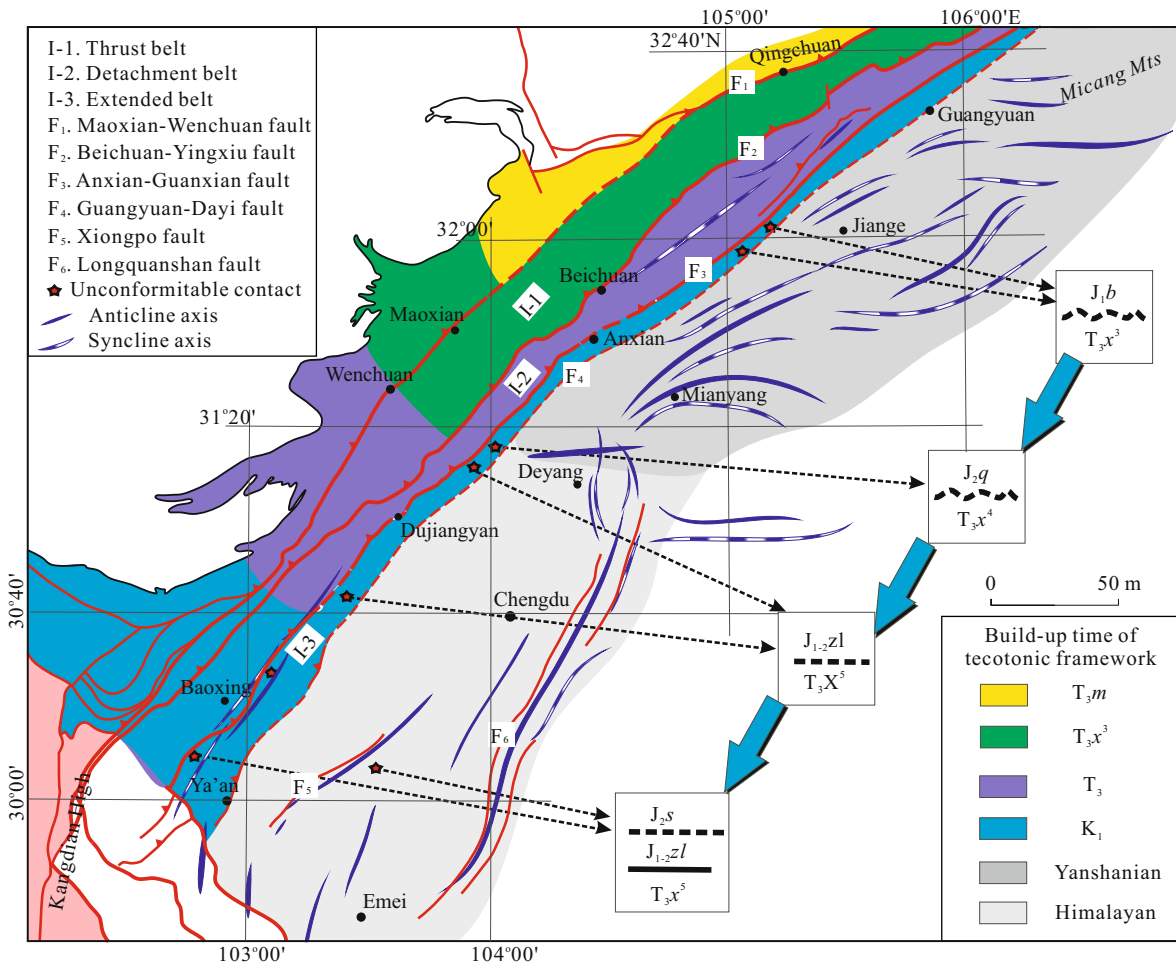 I-1. Thrust belt
I-2. Detachment belt
I-3. Extended belt
F₁. Maoxian-Wenchuan fault
F₂. Beichuan-Yingxiu fault
F₃. Anxian-Guanxian fault
F₄. Guangyuan-Dayi fault
F₅. Xiongpo fault
F₆. Longquanshan fault
Unconformitable contact
Anticline axis
Syncline axis
105°00'
106°00'E
32°40'N
Qingchuan
Micang Mts
F₁
Guangyuan
F₂
32°00'
Jiange
F₃
Beichuan
I-1
J₁b
T₃x³
Maoxian
Anxian
F₄
I-2
Wenchuan
Mianyang
31°20'
J₂q
T₃x⁴
Deyang
Dujiangyan
30°40'
Chengdu
0 50 m
J₁₋₂zl
T₃X⁵
I-3
Baoxing
F₆
F₅
Ya'an
30°00'
Kangdian High
J₂s
J₁₋₂zl
T₃x⁵
Emei
103°00'
104°00'
Build-up time of
tecotonic framework
T₃m
T₃x³
T₃
K₁
Yanshanian
Himalayan